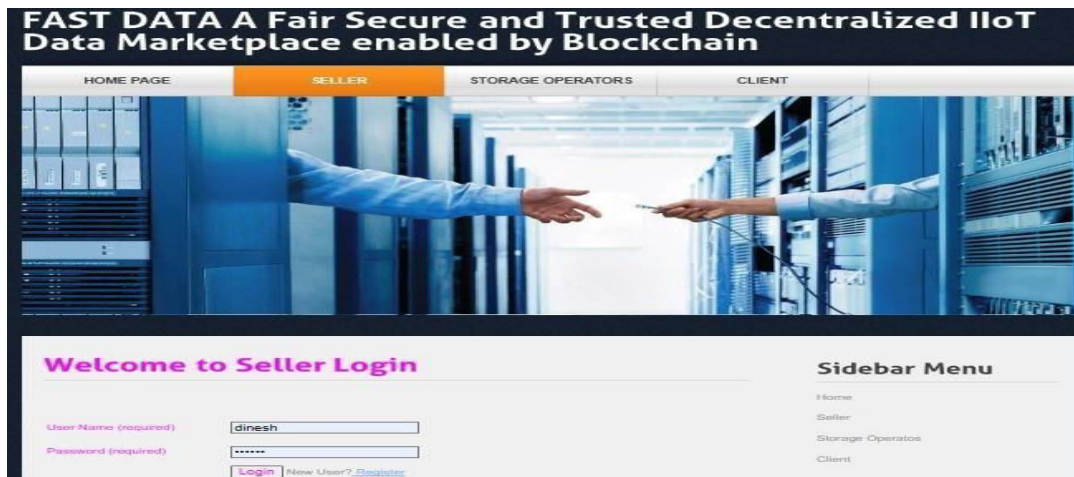 FAST DATA A Fair Secure and Trusted Decentralized IIoT
Data Marketplace enabled by Blockchain
HOME PAGE SELLER STORAGE OPERATORS CLIENT
Welcome to Seller Login
User Name (required) dinesh
Password (required) ••••••
Login New User? Register
Sidebar Menu
Home
Seller
Storage Operatos
Client